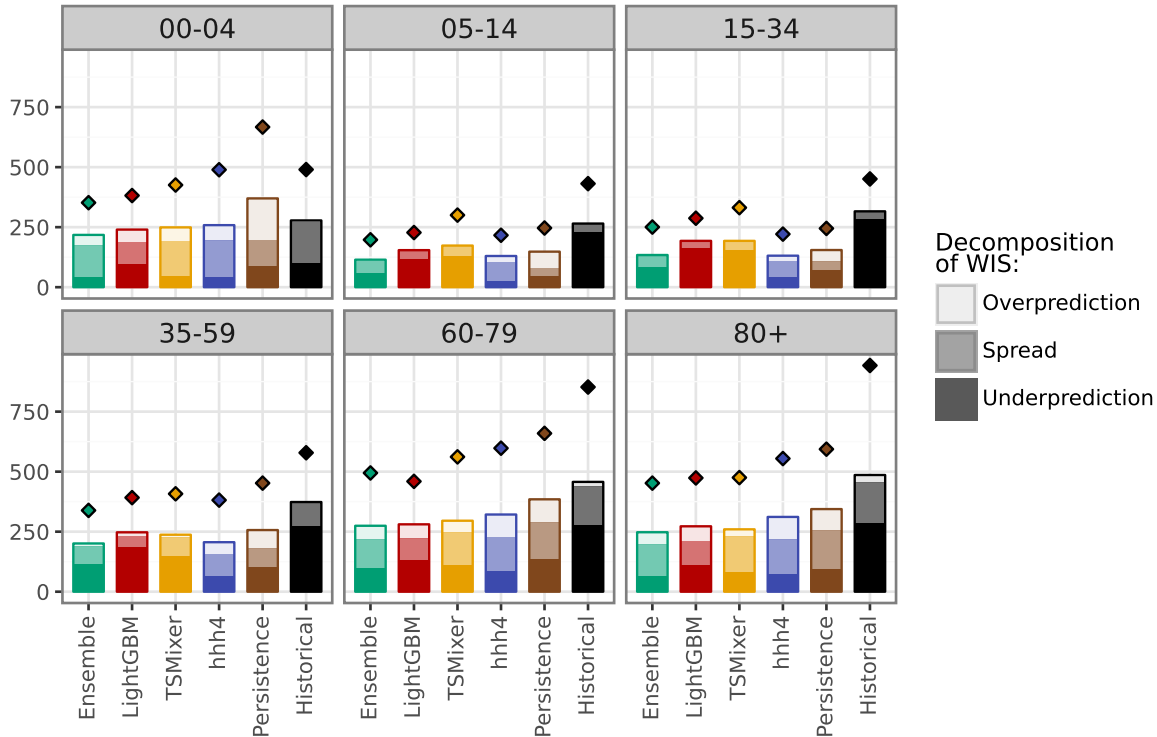 00-04
05-14
15-34
750
500
250
0
35-59
60-79
80+
750
500
250
0
Ensemble
LightGBM
TSMixer
hhh4
Persistence
Historical
Ensemble
LightGBM
TSMixer
hhh4
Persistence
Historical
Ensemble
LightGBM
TSMixer
hhh4
Persistence
Historical
Decomposition
of WIS:
Overprediction
Spread
Underprediction